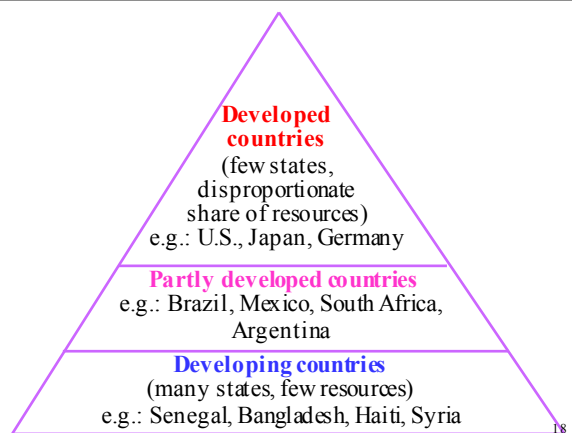 Developed
countries
(few states,
disproportionate
share of resources)
e.g.: U.S., Japan, Germany
Partly developed countries
e.g.: Brazil, Mexico, South Africa,
Argentina
Developing countries
(many states, few resources)
e.g.: Senegal, Bangladesh, Haiti, Syria
18